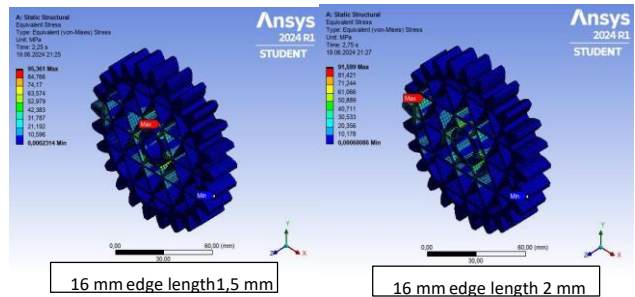 A: Static Structural
Equivalent Stress
Type: Equivalent (von-Mises) Stress
Unit: MPa
Time: 2,25 s
19.08.2024 21:25
95,361 Max
84,766
74,17
63,574
52,979
42,383
31,787
21,192
10,596
0,0002314 Min
Ansys
2024 R1
STUDENT
Max
Min
0,00
60,00 (mm)
30,00
Y
Z
X
16 mm edge length1,5 mm
A: Static Structural
Equivalent Stress
Type: Equivalent (von-Mises) Stress
Unit: MPa
Time: 2,75 s
19.08.2024 21:27
91,599 Max
81,421
71,244
61,066
50,889
40,711
30,533
20,356
10,178
0,00068086 Min
Ansys
2024 R1
STUDENT
Max
Min
0,00
60,00 (mm)
30,00
Y
Z
X
16 mm edge length 2 mm